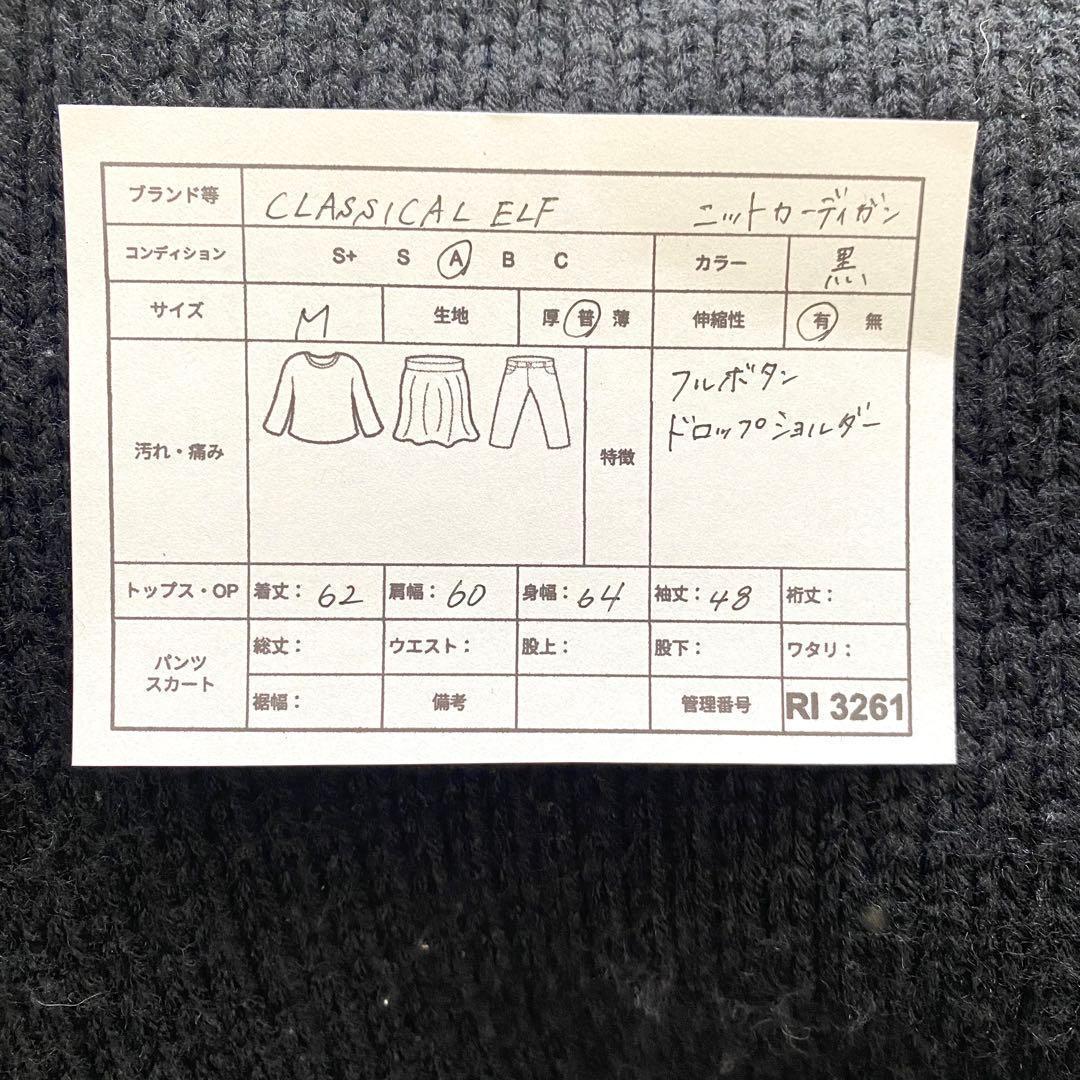 ブランド等 CLASSICAL ELF ニットカーディガン
コンディション S+ S A B C カラー 黒
サイズ M 生地 厚 普 薄 伸縮性 有 無
汚れ・痛み 特徴 フルボタン
ドロップショルダー
トップス・OP 着丈： 62 肩幅： 60 身幅： 64 袖丈： 48 裄丈：
パンツ スカート 総丈： ウエスト： 股上： 股下： ワタリ：
裾幅： 備考 管理番号 RI 3261